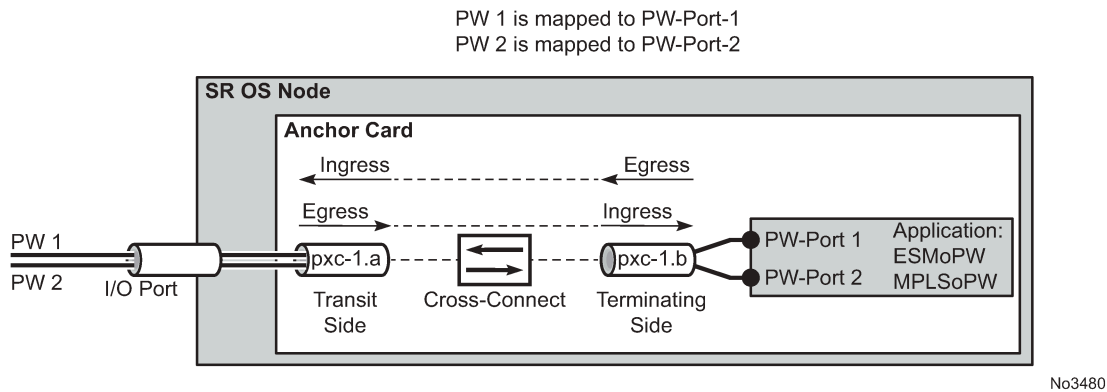 PW 1 is mapped to PW-Port-1
PW 2 is mapped to PW-Port-2
SR OS Node
Anchor Card
Ingress
Egress
Egress
Ingress
PW 1
PW 2
I/O Port
pxc-1.a
Transit
Side
Cross-Connect
pxc-1.b
Terminating
Side
PW-Port 1
PW-Port 2
Application:
ESMoPW
MPLSoPW
No3480